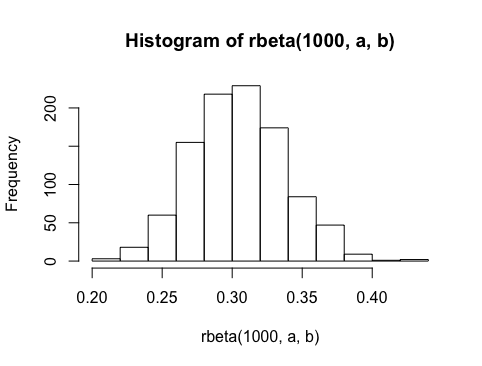 Histogram of rbeta(1000, a, b)
Frequency
200
100
50
0
0.20 0.25 0.30 0.35 0.40
rbeta(1000, a, b)